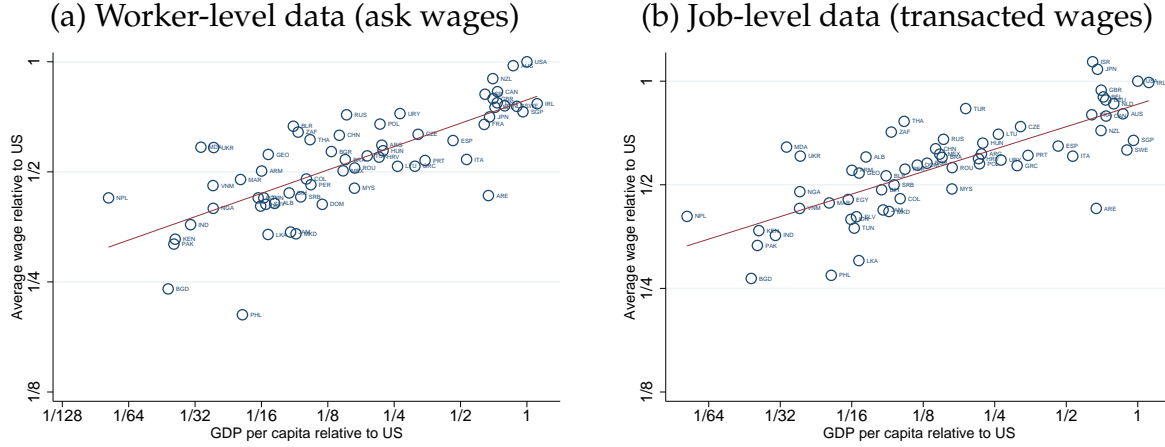 (a) Worker-level data (ask wages)
Average wage relative to US
1
1/2
1/4
1/8
USA
AUS
NZL
CAN
IRL
SGP
JPN
FRA
RUS
URY
POL
BLR
ZAF
CHN
THA
CZE
ESP
ARG
HUN
HRV
PRT
ITA
LTU
GRC
UKR
GEO
BGR
ROU
ARM
MAR
VNM
COL
PER
MYS
NPL
SRB
ARE
ALB
DOM
NGA
IND
KEN
PAK
LKA
MKD
BGD
PHL
1/128 1/64 1/32 1/16 1/8 1/4 1/2 1
GDP per capita relative to US
(b) Job-level data (transacted wages)
Average wage relative to US
1
1/2
1/4
1/8
ISR
JPN
USA
IRL
GBR
NLD
AUS
NZL
TUR
THA
ZAF
CZE
LTU
SGP
SWE
RUS
HUN
CHN
MDA
UKR
ALB
ARG
PRT
ESP
ITA
GRC
ROU
GEO
SRB
MYS
NGA
EGY
COL
VNM
MAR
MKD
NPL
ARE
TUN
KEN
IND
PAK
LKA
PHL
BGD
1/64 1/32 1/16 1/8 1/4 1/2 1
GDP per capita relative to US